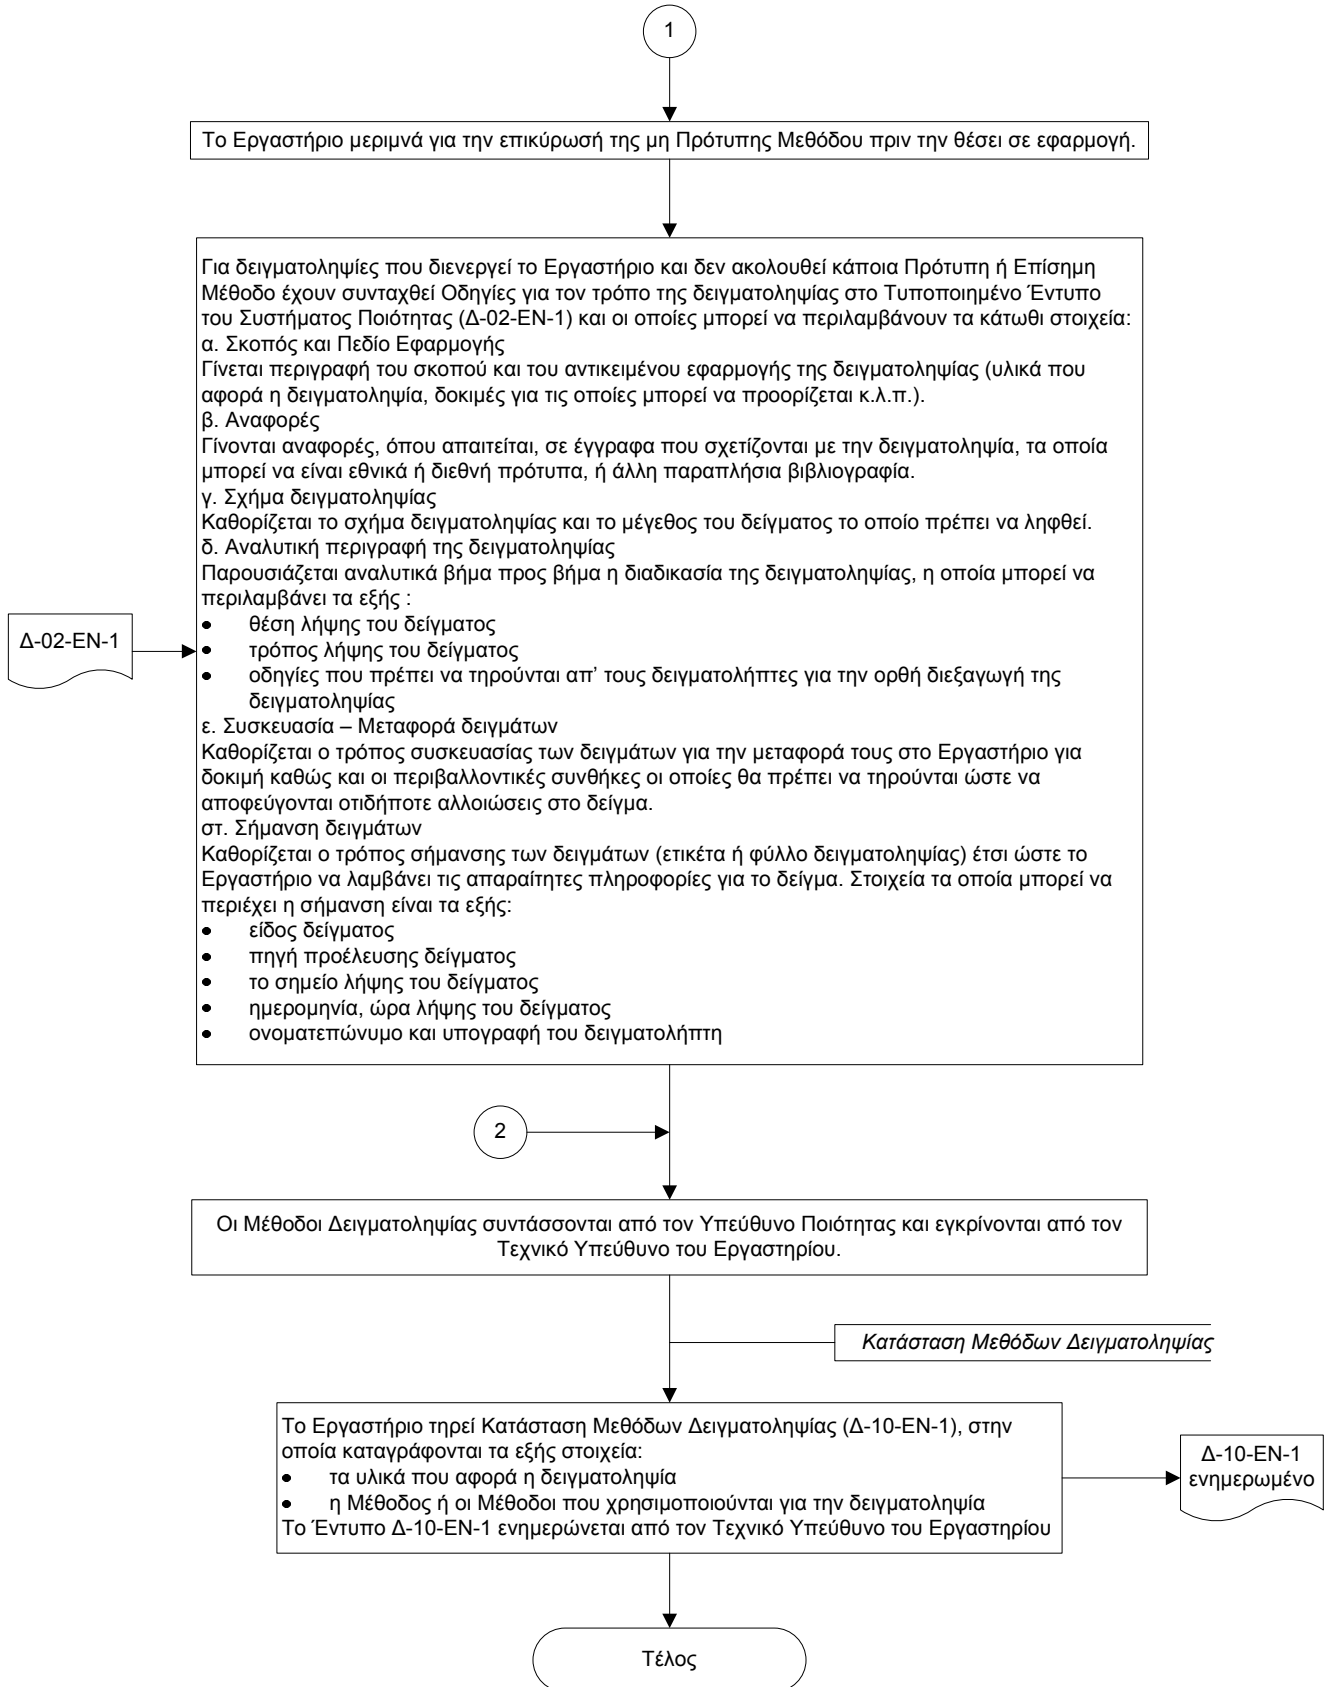 1
Το Εργαστήριο μεριμνά για την επικύρωσή της μη Πρότυπης Μεθόδου πριν την θέσει σε εφαρμογή.
Για δειγματοληψίες που διενεργεί το Εργαστήριο και δεν ακολουθεί κάποια Πρότυπη ή Επίσημη
Μέθοδο έχουν συνταχθεί Οδηγίες για τον τρόπο της δειγματοληψίας στο Τυποποιημένο Έντυπο
του Συστήματος Ποιότητας (Δ-02-ΕΝ-1) και οι οποίες μπορεί να περιλαμβάνουν τα κάτωθι στοιχεία:
α. Σκοπός και Πεδίο Εφαρμογής
Γίνεται περιγραφή του σκοπού και του αντικειμένου εφαρμογής της δειγματοληψίας (υλικά που
αφορά η δειγματοληψία, δοκιμές για τις οποίες μπορεί να προορίζεται κ.λ.π.).
β. Αναφορές
Γίνονται αναφορές, όπου απαιτείται, σε έγγραφα που σχετίζονται με την δειγματοληψία, τα οποία
μπορεί να είναι εθνικά ή διεθνή πρότυπα, ή άλλη παραπλήσια βιβλιογραφία.
γ. Σχήμα δειγματοληψίας
Καθορίζεται το σχήμα δειγματοληψίας και το μέγεθος του δείγματος το οποίο πρέπει να ληφθεί.
δ. Αναλυτική περιγραφή της δειγματοληψίας
Παρουσιάζεται αναλυτικά βήμα προς βήμα η διαδικασία της δειγματοληψίας, η οποία μπορεί να
περιλαμβάνει τα εξής :
• θέση λήψης του δείγματος
• τρόπος λήψης του δείγματος
• οδηγίες που πρέπει να τηρούνται απ’ τους δειγματολήπτες για την ορθή διεξαγωγή της
δειγματοληψίας
ε. Συσκευασία – Μεταφορά δειγμάτων
Καθορίζεται ο τρόπος συσκευασίας των δειγμάτων για την μεταφορά τους στο Εργαστήριο για
δοκιμή καθώς και οι περιβαλλοντικές συνθήκες οι οποίες θα πρέπει να τηρούνται ώστε να
αποφεύγονται οτιδήποτε αλλοιώσεις στο δείγμα.
στ. Σήμανση δειγμάτων
Καθορίζεται ο τρόπος σήμανσης των δειγμάτων (ετικέτα ή φύλλο δειγματοληψίας) έτσι ώστε το
Εργαστήριο να λαμβάνει τις απαραίτητες πληροφορίες για το δείγμα. Στοιχεία τα οποία μπορεί να
περιέχει η σήμανση είναι τα εξής:
• είδος δείγματος
• πηγή προέλευσης δείγματος
• το σημείο λήψης του δείγματος
• ημερομηνία, ώρα λήψης του δείγματος
• ονοματεπώνυμο και υπογραφή του δειγματολήπτη
Δ-02-ΕΝ-1
2
Οι Μέθοδοι Δειγματοληψίας συντάσσονται από τον Υπεύθυνο Ποιότητας και εγκρίνονται από τον
Τεχνικό Υπεύθυνο του Εργαστηρίου.
Κατάσταση Μεθόδων Δειγματοληψίας
Το Εργαστήριο τηρεί Κατάσταση Μεθόδων Δειγματοληψίας (Δ-10-ΕΝ-1), στην
οποία καταγράφονται τα εξής στοιχεία:
• τα υλικά που αφορά η δειγματοληψία
• η Μέθοδος ή οι Μέθοδοι που χρησιμοποιούνται για την δειγματοληψία
Το Έντυπο Δ-10-ΕΝ-1 ενημερώνεται από τον Τεχνικό Υπεύθυνο του Εργαστηρίου
Δ-10-ΕΝ-1
ενημερωμένο
Τέλος